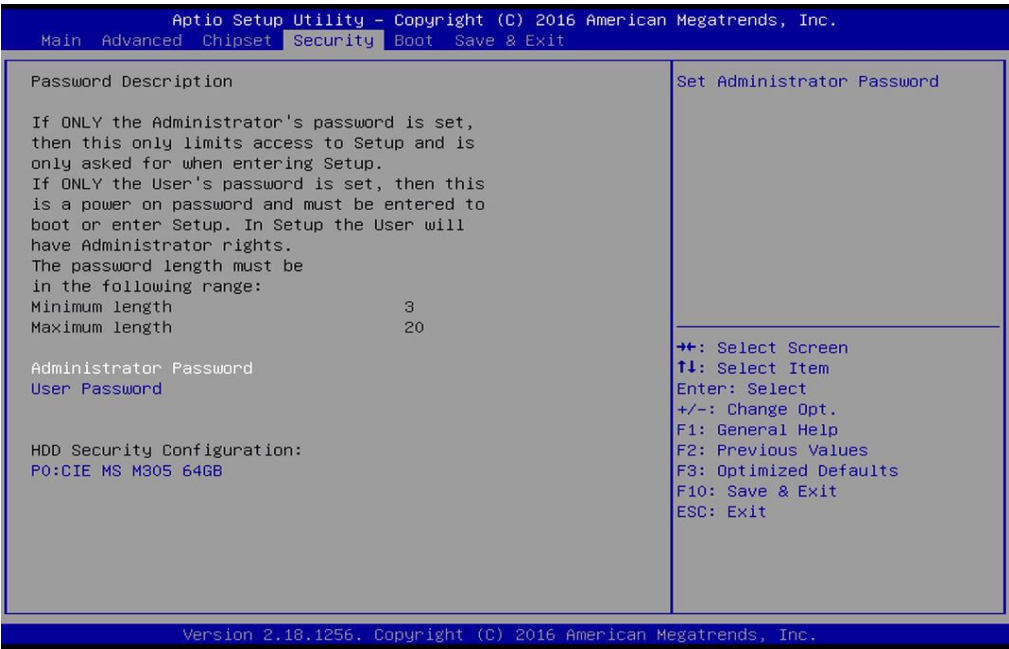 Aptio Setup Utility – Copyright (C) 2016 American Megatrends, Inc.
Main Advanced Chipset Security Boot Save & Exit
Password Description
If ONLY the Administrator's password is set,
then this only limits access to Setup and is
only asked for when entering Setup.
If ONLY the User's password is set, then this
is a power on password and must be entered to
boot or enter Setup. In Setup the User will
have Administrator rights.
The password length must be
in the following range:
Minimum length 3
Maximum length 20
Administrator Password
User Password
HDD Security Configuration:
P0:CIE MS M305 64GB
Set Administrator Password
→←: Select Screen
↑↓: Select Item
Enter: Select
+/-: Change Opt.
F1: General Help
F2: Previous Values
F3: Optimized Defaults
F10: Save & Exit
ESC: Exit
Version 2.18.1256. Copyright (C) 2016 American Megatrends, Inc.